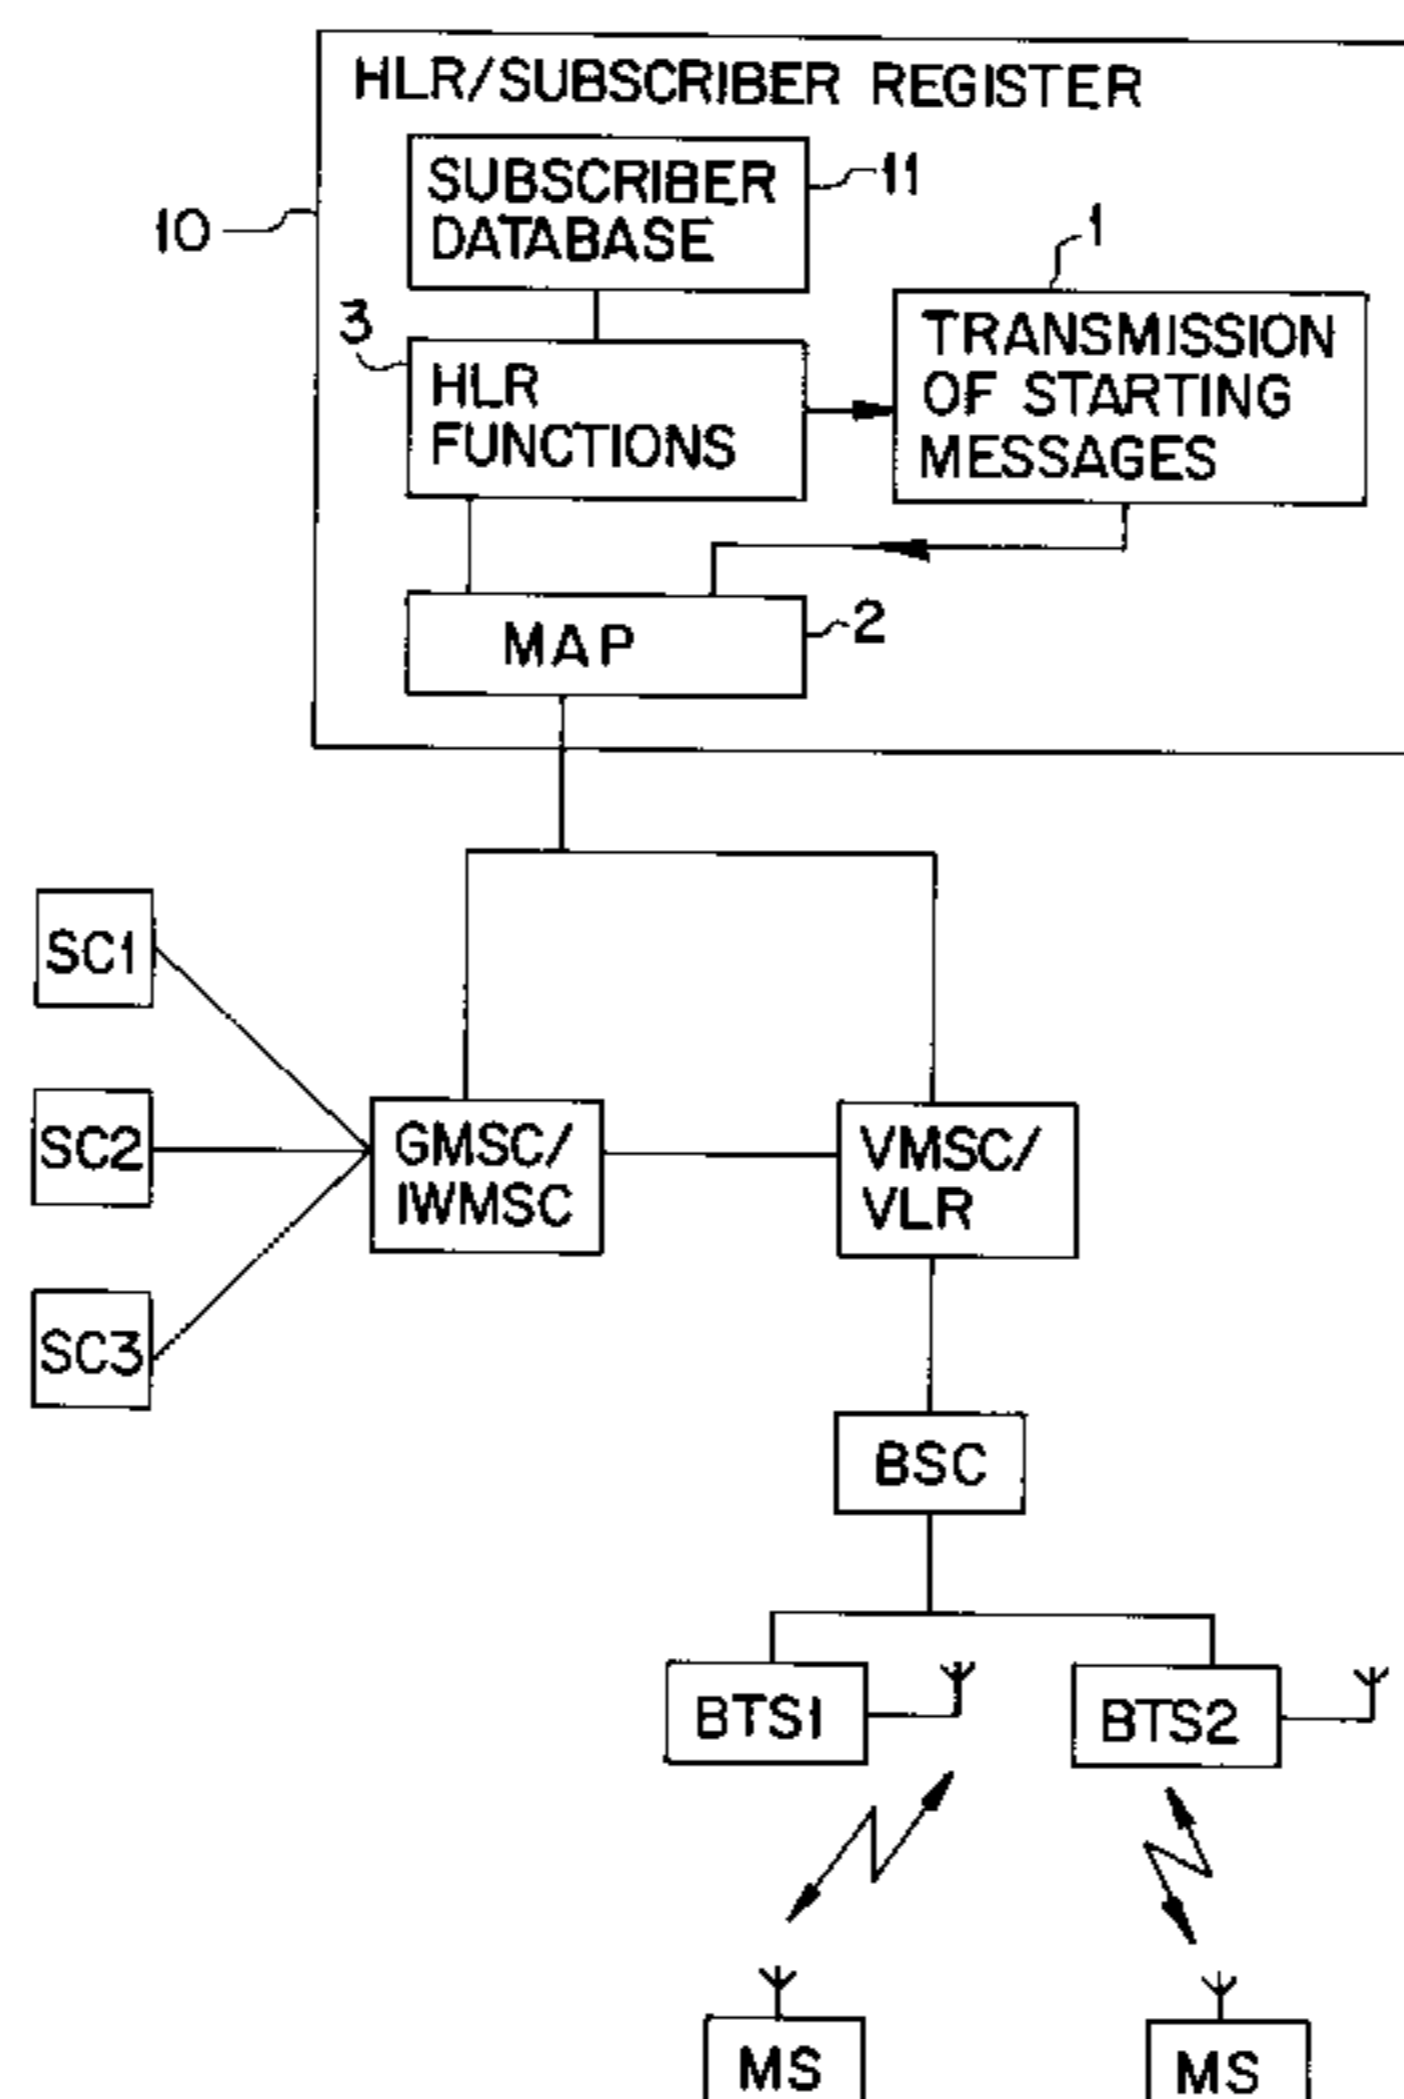 HLR/SUBSCRIBER REGISTER
SUBSCRIBER
DATABASE
11
10
1
3
HLR
FUNCTIONS
TRANSMISSION
OF STARTING
MESSAGES
MAP
2
SC1
SC2
SC3
GMSC/
IWMSC
VMSC/
VLR
BSC
BTS1
BTS2
MS
MS